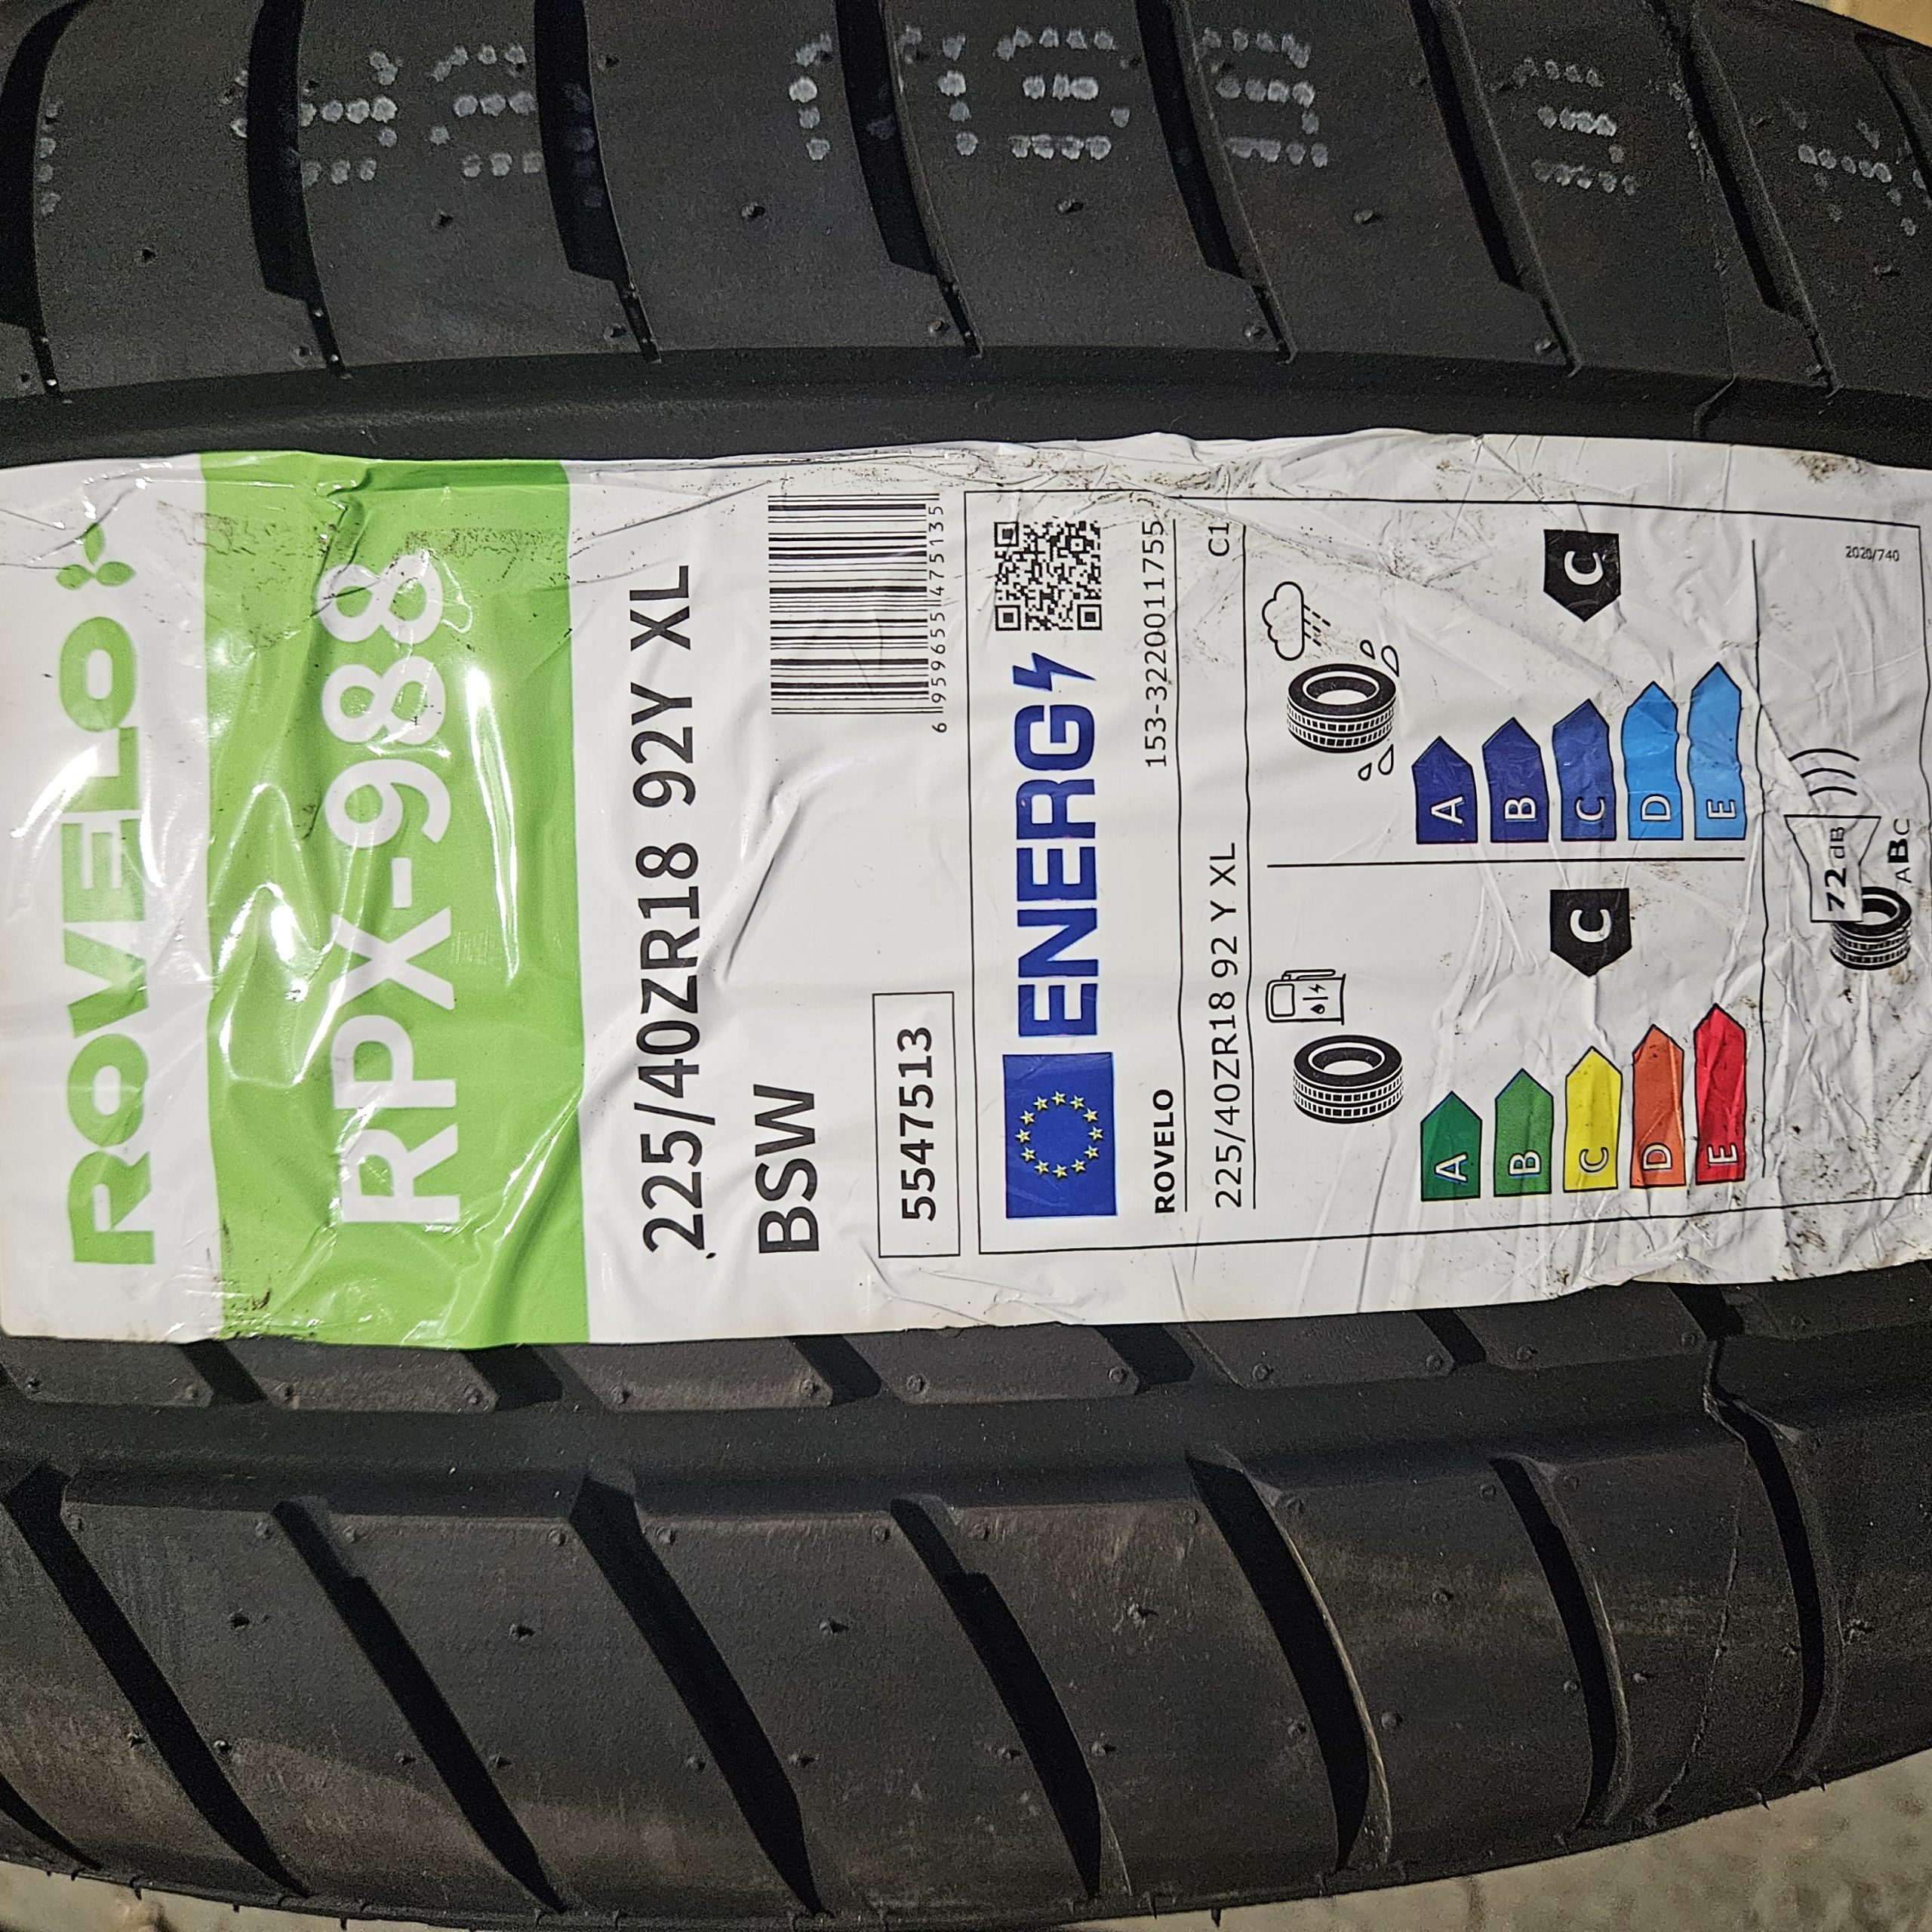 ROVELO
RPX-988
225/40ZR18 92Y XL
BSW
55475135
6 959655 475135
ENERG
ROVELO
153-3220011755
225/40ZR18 92 Y XL
C1
A
B
C
D
E
C
A
B
C
D
E
C
72 dB
ABC
2020/740